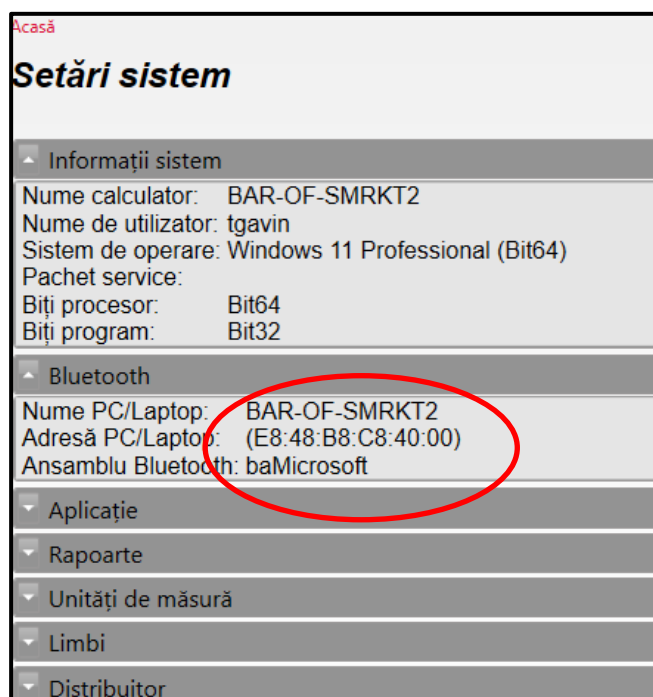 Acasă
Setări sistem
Informații sistem
Nume calculator: BAR-OF-SMRKT2
Nume de utilizator: tgavin
Sistem de operare: Windows 11 Professional (Bit64)
Pachet service:
Biți procesor: Bit64
Biți program: Bit32
Bluetooth
Nume PC/Laptop: BAR-OF-SMRKT2
Adresă PC/Laptop: (E8:48:B8:C8:40:00)
Ansamblu Bluetooth: baMicrosoft
Aplicație
Rapoarte
Unități de măsură
Limbi
Distribuitor